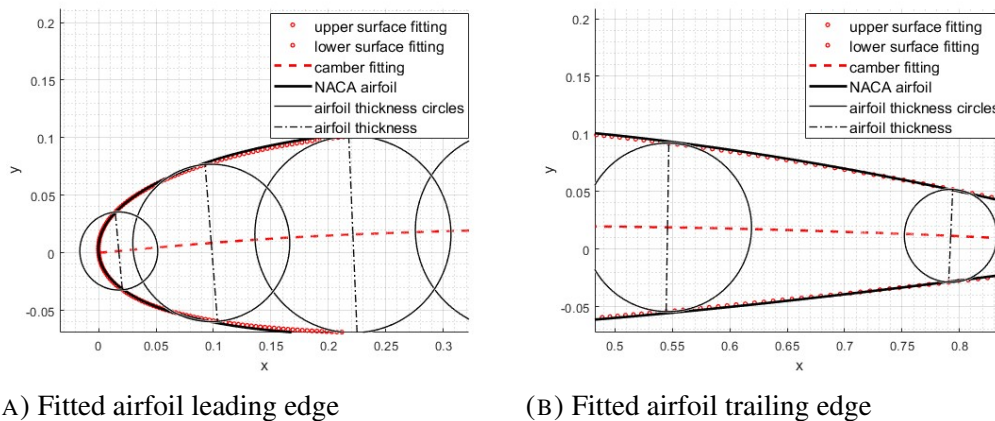 0.2
0.15
0.1
0.05
0
-0.05
y
0
0.05
0.1
0.15
0.2
0.25
0.3
x
upper surface fitting
lower surface fitting
camber fitting
NACA airfoil
airfoil thickness circles
airfoil thickness
0.2
0.15
0.1
0.05
0
-0.05
y
0.5
0.55
0.6
0.65
0.7
0.75
0.8
x
upper surface fitting
lower surface fitting
camber fitting
NACA airfoil
airfoil thickness circles
airfoil thickness
A) Fitted airfoil leading edge
(B) Fitted airfoil trailing edge